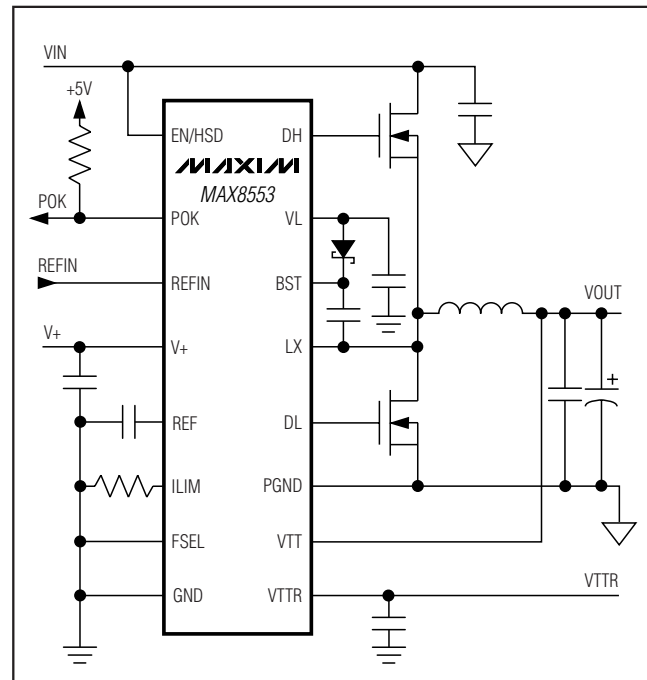 VIN
+5V
EN/HSD DH
MAXIM
MAX8553
POK
POK VL
REFIN
REFIN BST
VOUT
V+
V+ LX
+
REF DL
ILIM PGND
FSEL VTT
GND VTTR
VTTR